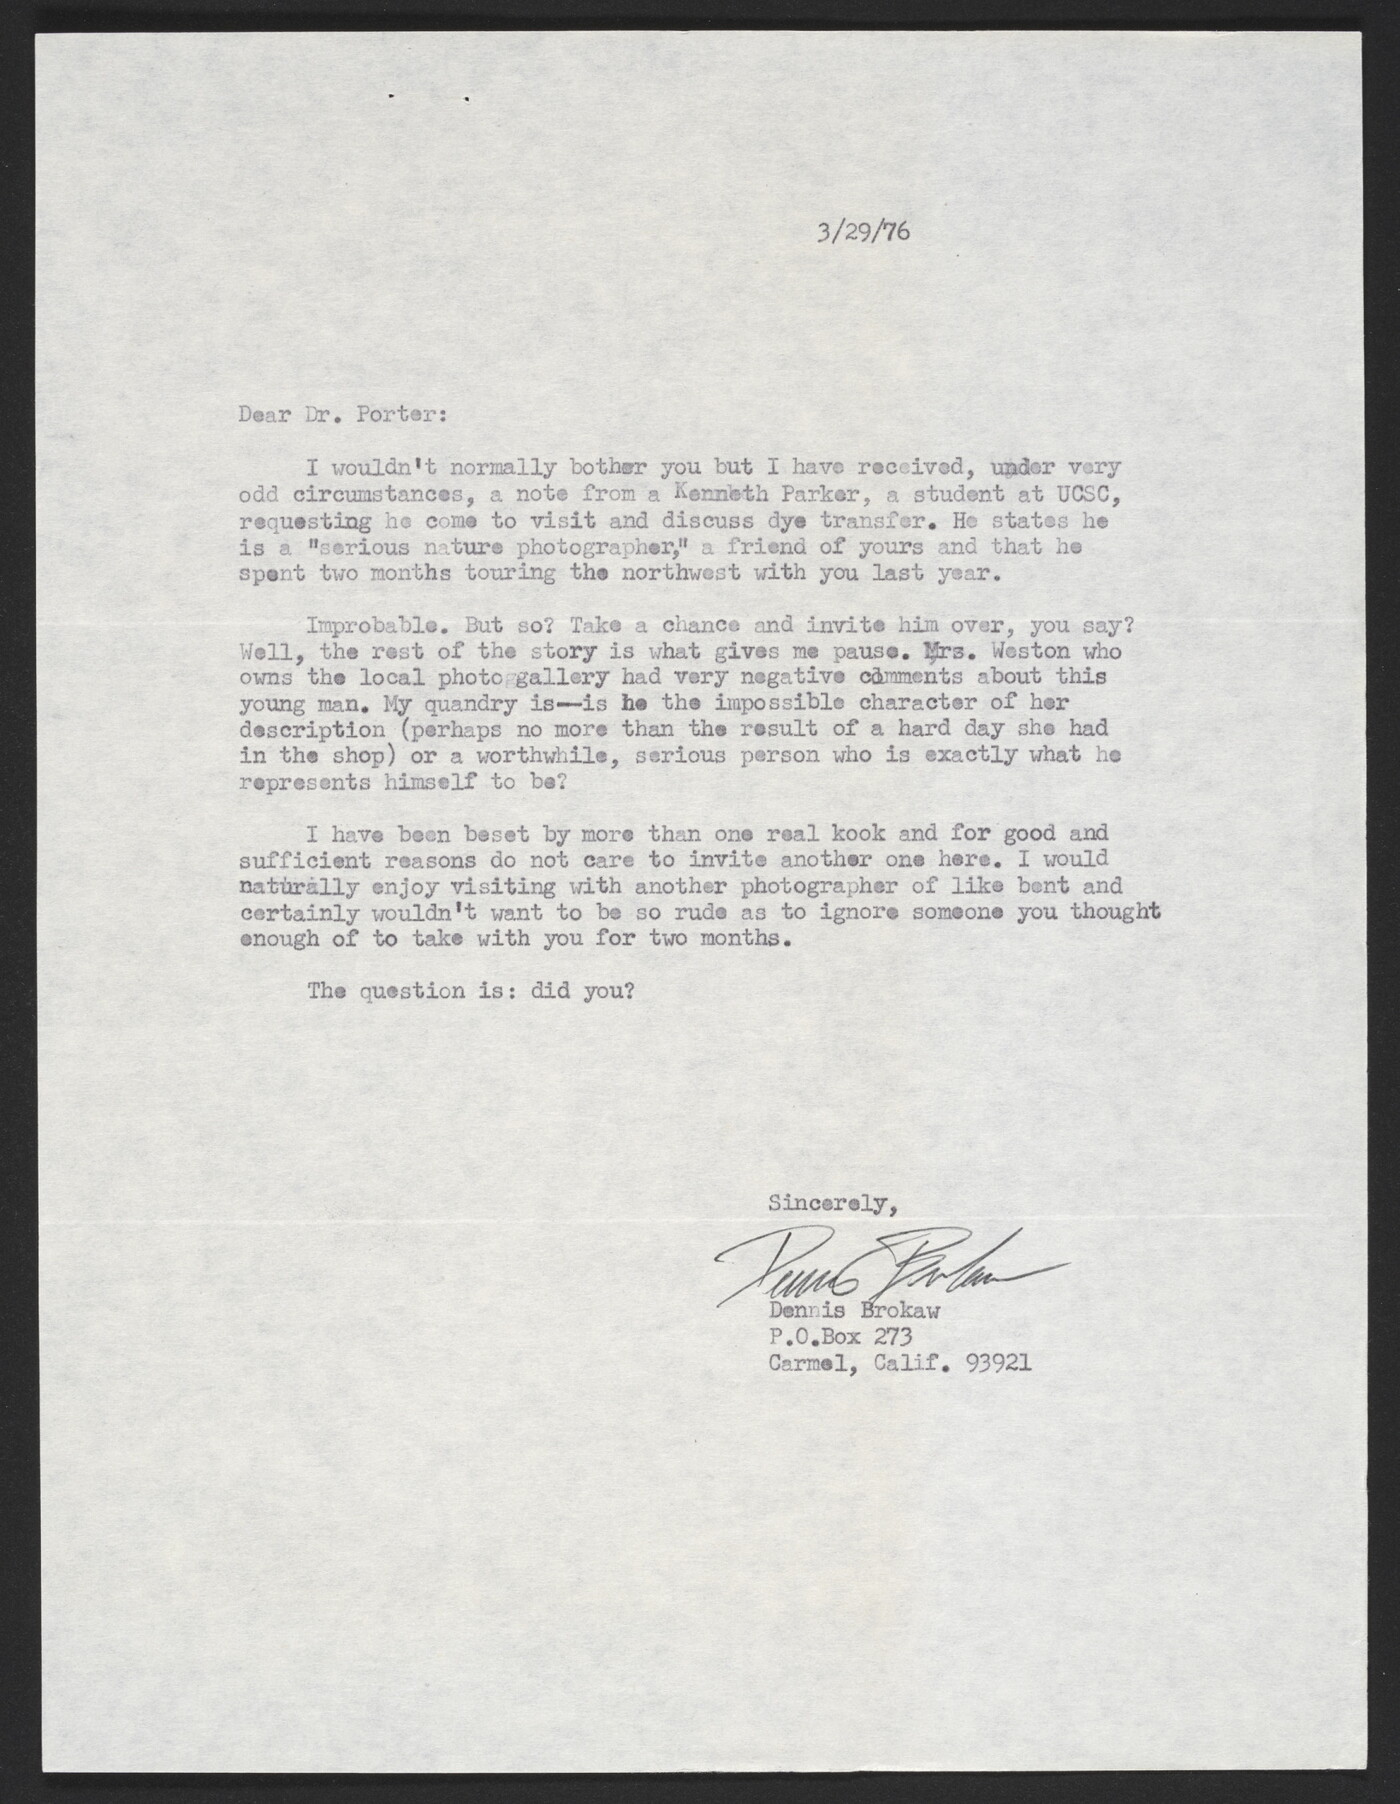 3/29/76
Dear Dr. Porter:
I wouldn't normally bother you but I have received, under very
odd circumstances, a note from a Kenneth Parker, a student at UCSC,
requesting he come to visit and discuss dye transfer. He states he
is a "serious nature photographer," a friend of yours and that he
spent two months touring the northwest with you last year.
Improbable. But so? Take a chance and invite him over, you say?
Well, the rest of the story is what gives me pause. Mrs. Weston who
owns the local photo gallery had very negative comments about this
young man. My quandry is—is he the impossible character of her
description (perhaps no more than the result of a hard day she had
in the shop) or a worthwhile, serious person who is exactly what he
represents himself to be?
I have been beset by more than one real kook and for good and
sufficient reasons do not care to invite another one here. I would
naturally enjoy visiting with another photographer of like bent and
certainly wouldn't want to be so rude as to ignore someone you thought
enough of to take with you for two months.
The question is: did you?
Sincerely,
Dennis Brokaw
Dennis Brokaw
P.O.Box 273
Carmel, Calif. 93921